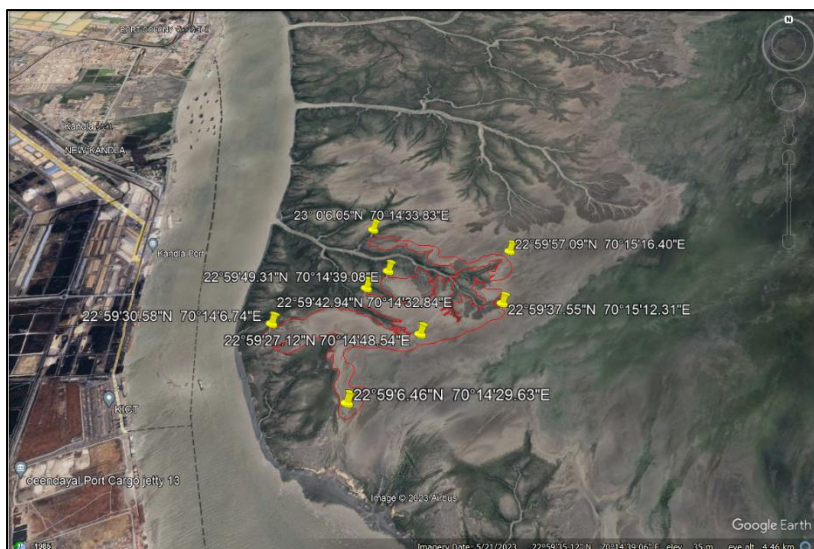 NEW KANDLA
Kandla Port
23° 0'6.05"N 70°14'33.83"E
22°59'57.09"N 70°15'16.40"E
22°59'49.31"N 70°14'39.08"E
22°59'42.94"N 70°14'32.84"E
22°59'37.55"N 70°15'12.31"E
22°59'30.58"N 70°14'6.74"E
22°59'27.12"N 70°14'48.54"E
22°59'6.46"N 70°14'29.63"E
KICT
deendayal Port Cargo jetty 13
Image © 2023 Airbus
Google Earth
1985
Imagery Date: 5/21/2023 22°59'35.12"N 70°14'39.06"E elev 35 m eye alt 4.46 km
N